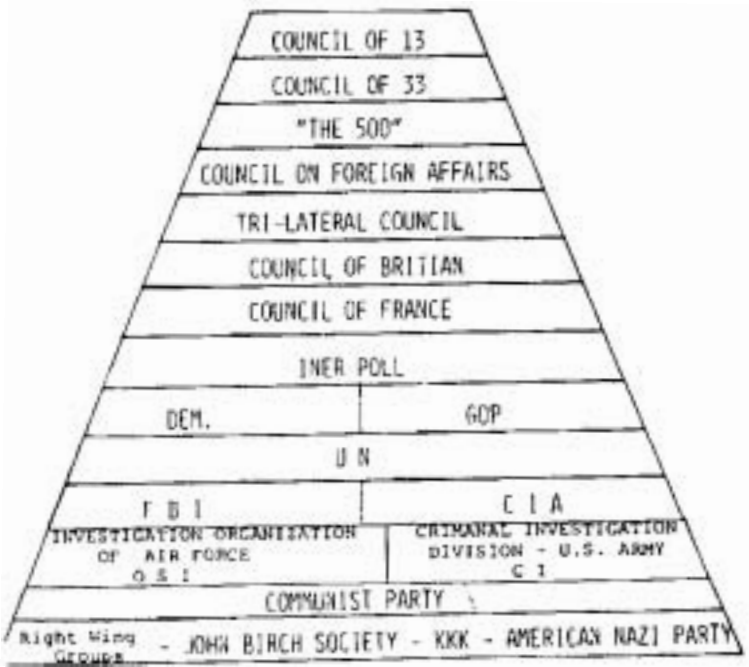 COUNCIL OF 13
COUNCIL OF 33
"THE 500"
COUNCIL ON FOREIGN AFFAIRS
TRI-LATERAL COUNCIL
COUNCIL OF BRITIAN
COUNCIL OF FRANCE
INER POLL
DEM. GOP
U N
F B I C I A
INVESTIGATION ORGANIZATION CRIMANAL INVESTIGATION
OF AIR FORCE DIVISION - U.S. ARMY
O S I C I
COMMUNIST PARTY
Right Wing Groups - JOHN BIRCH SOCIETY - KKK - AMERICAN NAZI PARTY